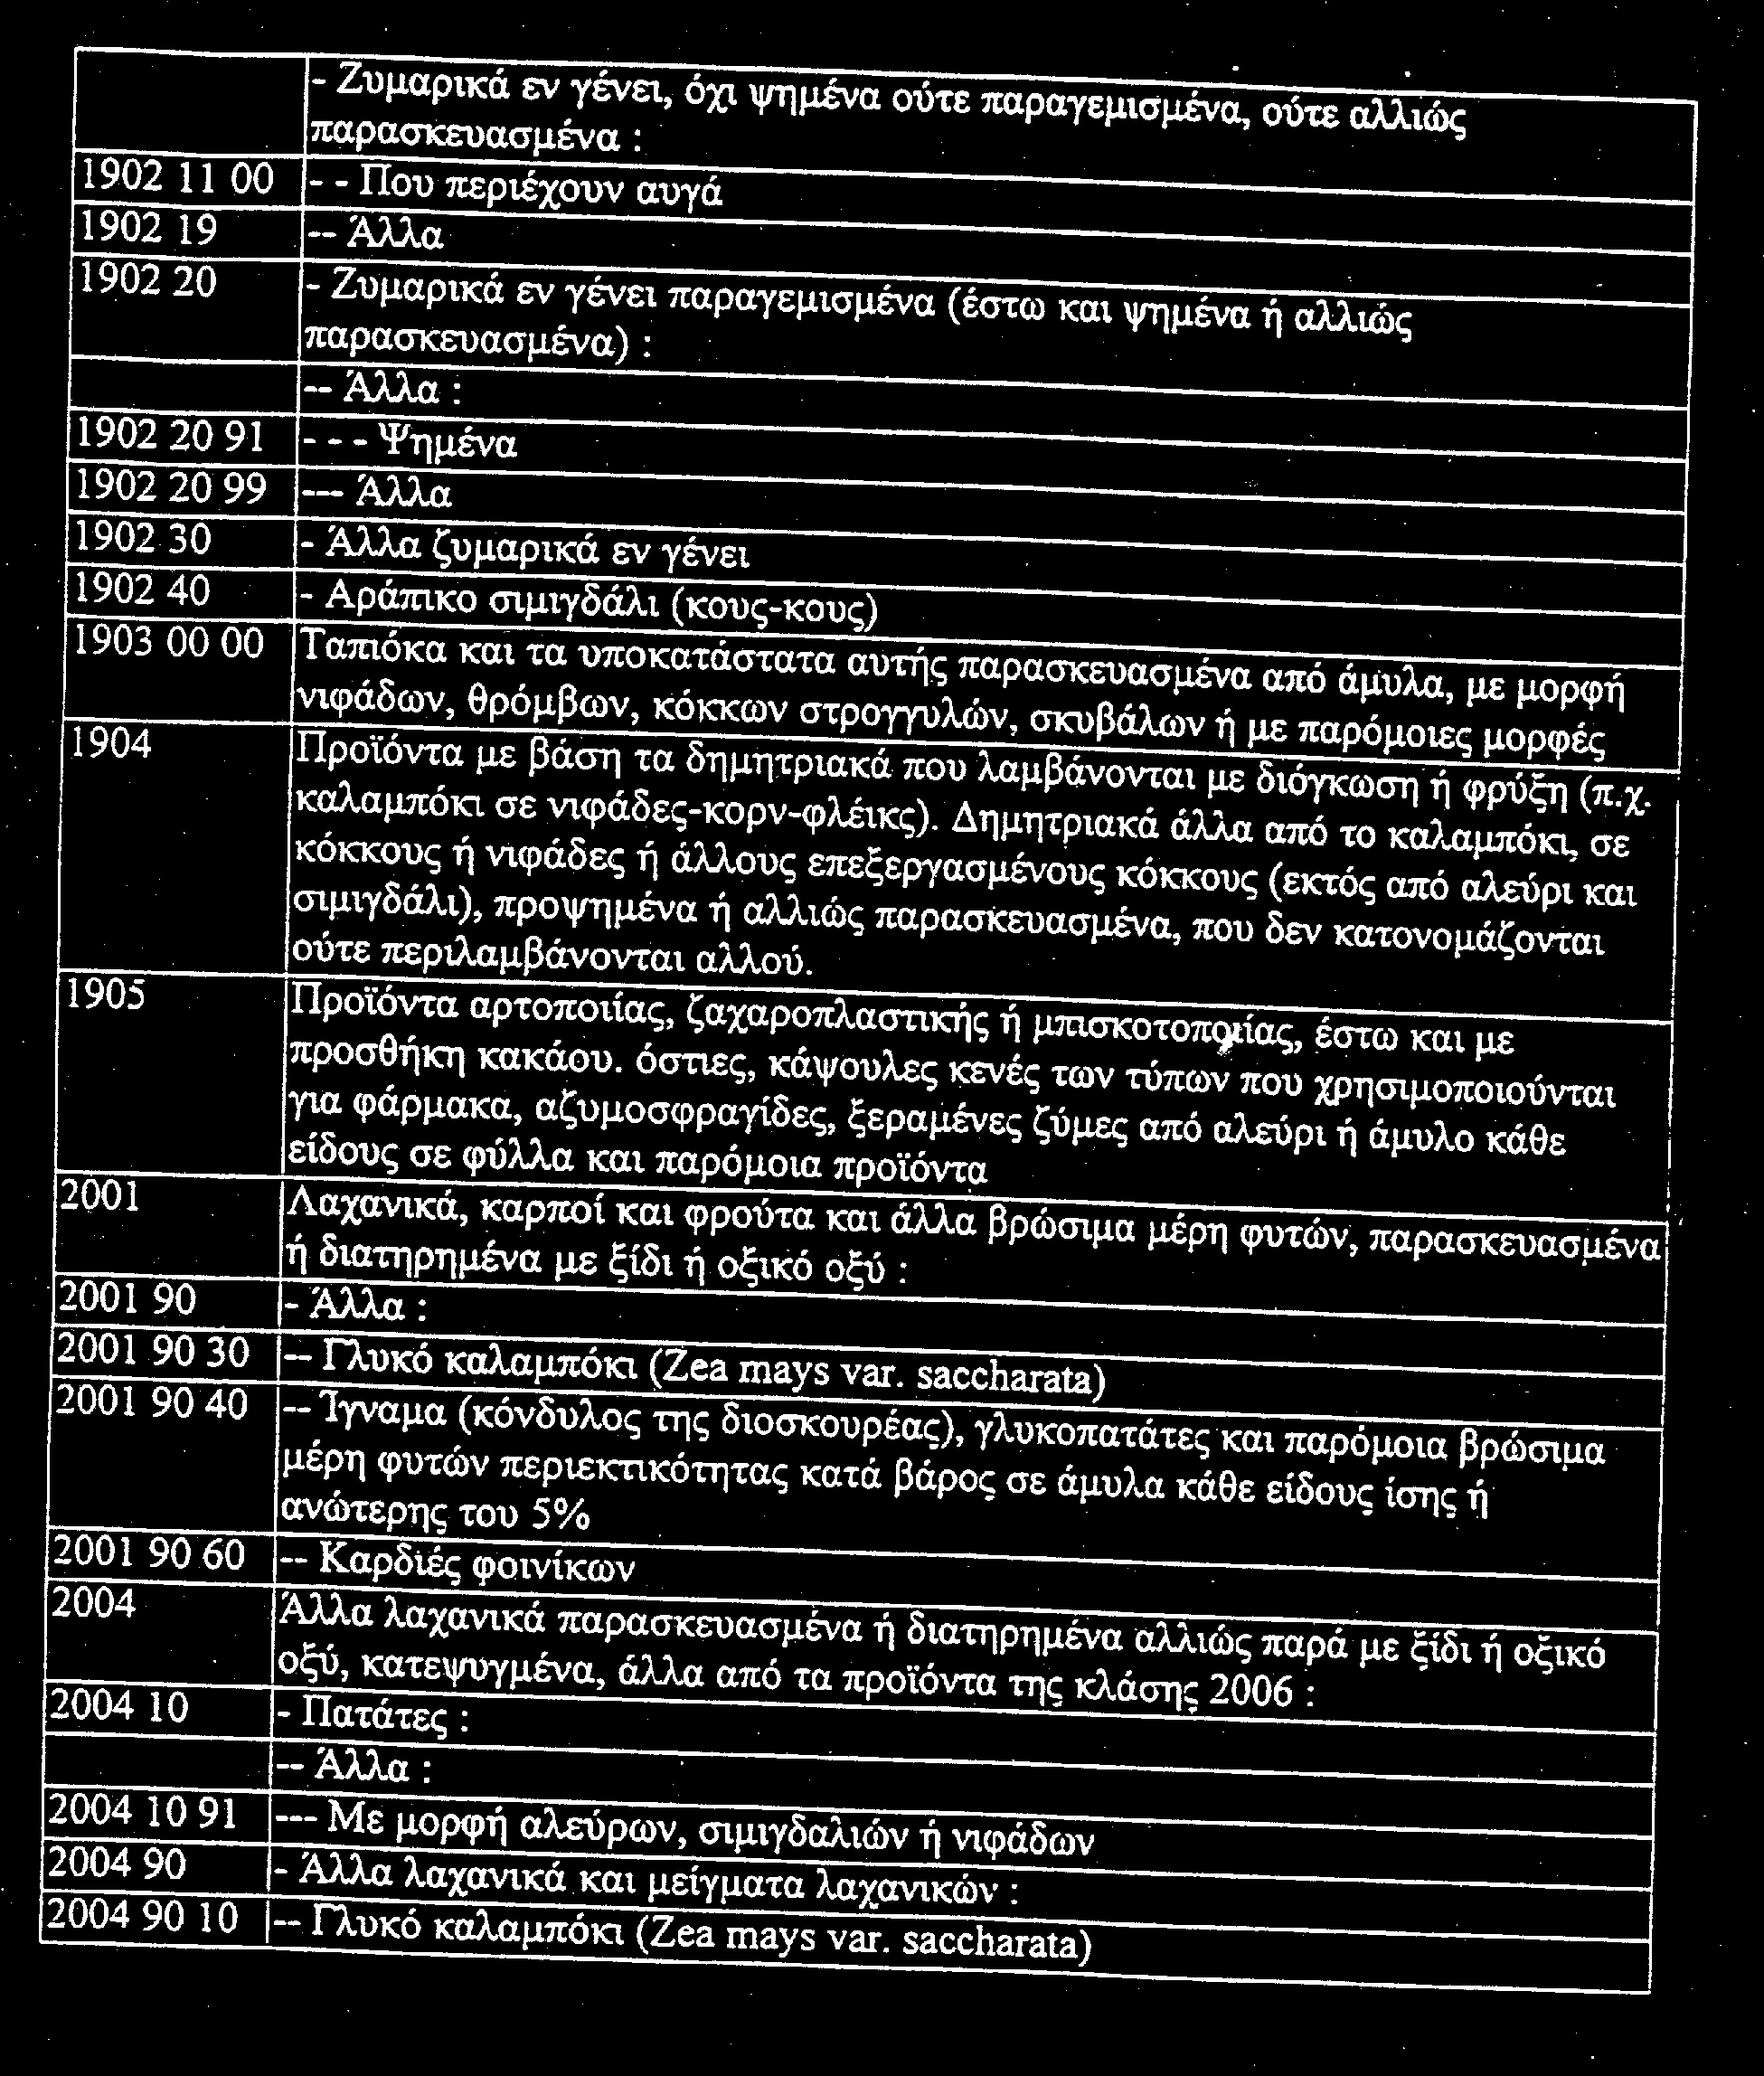 - Ζυμαρικά εν γένει, όχι ψημένα ούτε παραγεμισμένα, ούτε αλλιώς
παρασκευασμένα :
1902 11 00 - - Που περιέχουν αυγά
1902 19 -- Άλλα
1902 20 - Ζυμαρικά εν γένει παραγεμισμένα (έστω και ψημένα ή αλλιώς
παρασκευασμένα) :
-- Άλλα :
1902 20 91 - - - Ψημένα
1902 20 99 --- Άλλα
1902 30 - Άλλα ζυμαρικά εν γένει
1902 40 - Αράπικο σιμιγδάλι (κους-κους)
1903 00 00 Ταπιόκα και τα υποκατάστατα αυτής παρασκευασμένα από άμυλα, με μορφή
νιφάδων, θρόμβων, κόκκων στρογγυλών, σκυβάλων ή με παρόμοιες μορφές
1904 Προϊόντα με βάση τα δημητριακά που λαμβάνονται με διόγκωση ή φρύξη (π.χ.
καλαμπόκι σε νιφάδες-κορν-φλέικς). Δημητριακά άλλα από το καλαμπόκι, σε
κόκκους ή νιφάδες ή άλλους επεξεργασμένους κόκκους (εκτός από αλεύρι και
σιμιγδάλι), προψημένα ή αλλιώς παρασκευασμένα, που δεν κατονομάζονται
ούτε περιλαμβάνονται αλλού.
1905 Προϊόντα αρτοποιίας, ζαχαροπλαστικής ή μπισκοτοποιίας, έστω και με
προσθήκη κακάου. όστιες, κάψουλες κενές των τύπων που χρησιμοποιούνται
για φάρμακα, αζυμοσφραγίδες, ξεραμένες ζύμες από αλεύρι ή άμυλο κάθε
είδους σε φύλλα και παρόμοια προϊόντα
2001 Λαχανικά, καρποί και φρούτα και άλλα βρώσιμα μέρη φυτών, παρασκευασμένα
ή διατηρημένα με ξίδι ή οξικό οξύ :
2001 90 - Άλλα :
2001 90 30 -- Γλυκό καλαμπόκι (Zea mays var. saccharata)
2001 90 40 -- Ίγναμα (κόνδυλος της διοσκουρέας), γλυκοπατάτες και παρόμοια βρώσιμα
μέρη φυτών περιεκτικότητας κατά βάρος σε άμυλα κάθε είδους ίσης ή
ανώτερης του 5%
2001 90 60 -- Καρδιές φοινίκων
2004 Άλλα λαχανικά παρασκευασμένα ή διατηρημένα αλλιώς παρά με ξίδι ή οξικό
οξύ, κατεψυγμένα, άλλα από τα προϊόντα της κλάσης 2006 :
2004 10 - Πατάτες :
-- Άλλα :
2004 10 91 --- Με μορφή αλεύρων, σιμιγδαλιών ή νιφάδων
2004 90 - Άλλα λαχανικά και μείγματα λαχανικών :
2004 90 10 -- Γλυκό καλαμπόκι (Zea mays var. saccharata)